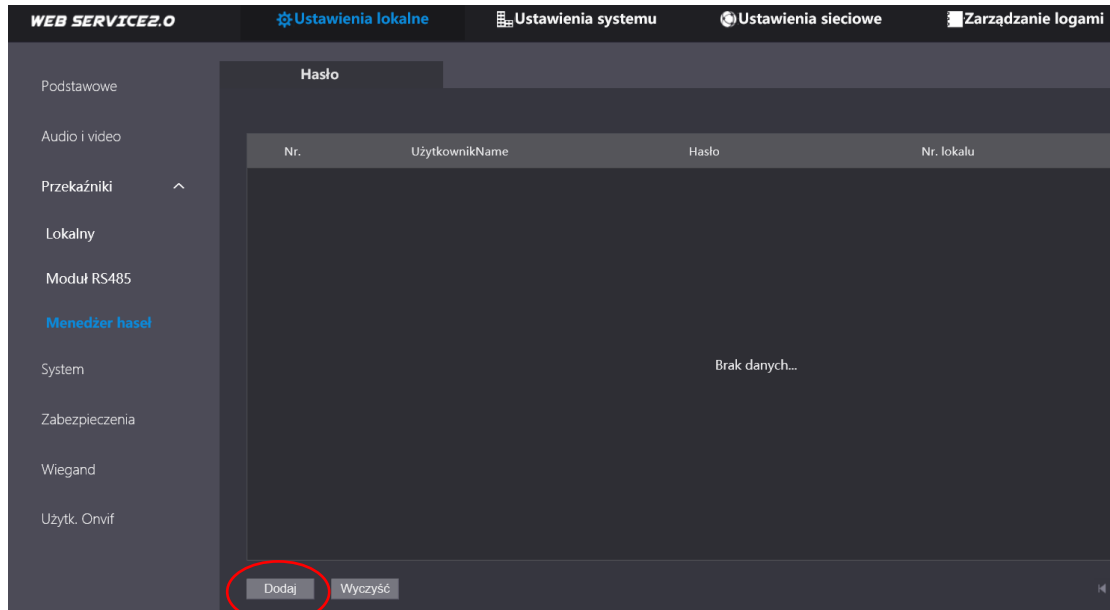 WEB SERVICE2.0 Ustawienia lokalne Ustawienia systemu Ustawienia sieciowe Zarządzanie logami
Hasło
Podstawowe
Audio i video
Nr. UżytkownikName Hasło Nr. lokalu
Przekaźniki
Lokalny
Moduł RS485
Menedżer haseł
System
Brak danych...
Zabezpieczenia
Wiegand
Użytk. Onvif
Dodaj Wyczyść